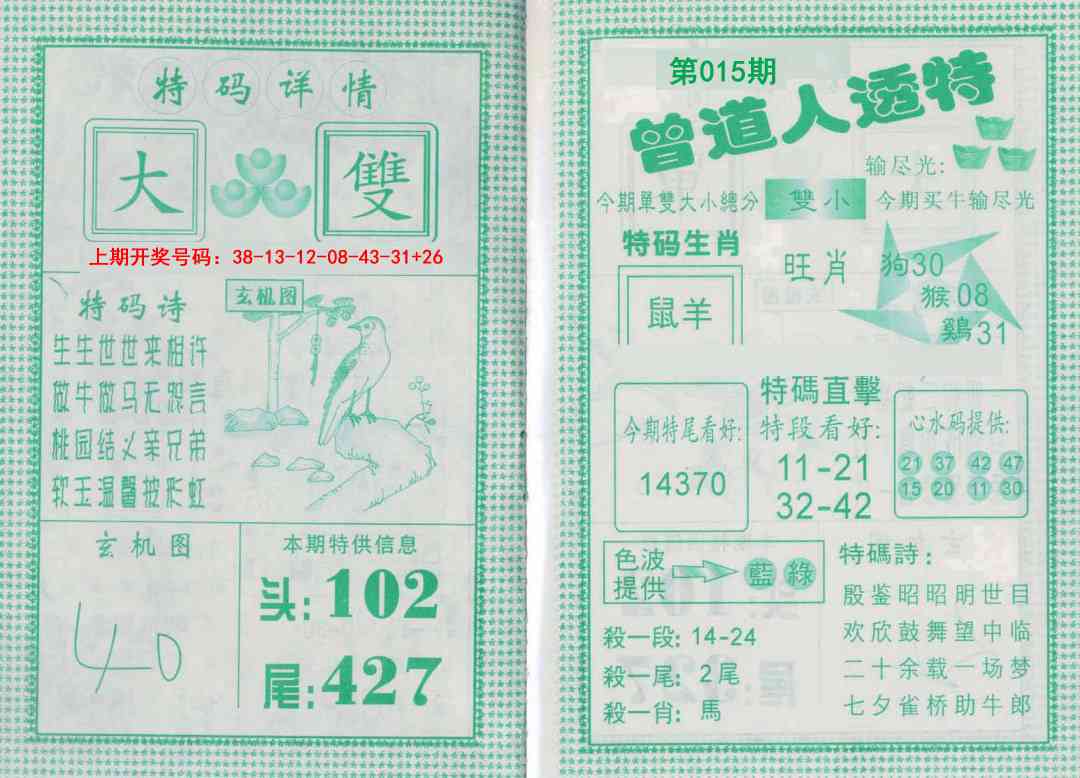 特码详情
大
雙
上期开奖号码：38-13-12-08-43-31+26
特码诗
生生世世来相许
做牛做马无怨言
桃园结义亲兄弟
软玉温馨披彩虹
玄机图
玄机图
40
本期特供信息
头：102
尾：427
第015期
曾道人透特
输尽光：
今期單雙大小總分
雙小
今期买牛输尽光
特码生肖
鼠羊
旺肖
狗30
猴08
鷄31
今期特尾看好：
14370
特碼直擊
特段看好：
11-21
32-42
心水码提供：
21 37 42 47
15 20 11 30
色波
提供
藍 綠
殺一段：14-24
殺一尾：2尾
殺一肖：馬
特碼詩：
殷鉴昭昭明世目
欢欣鼓舞望中临
二十余载一场梦
七夕雀桥助牛郎